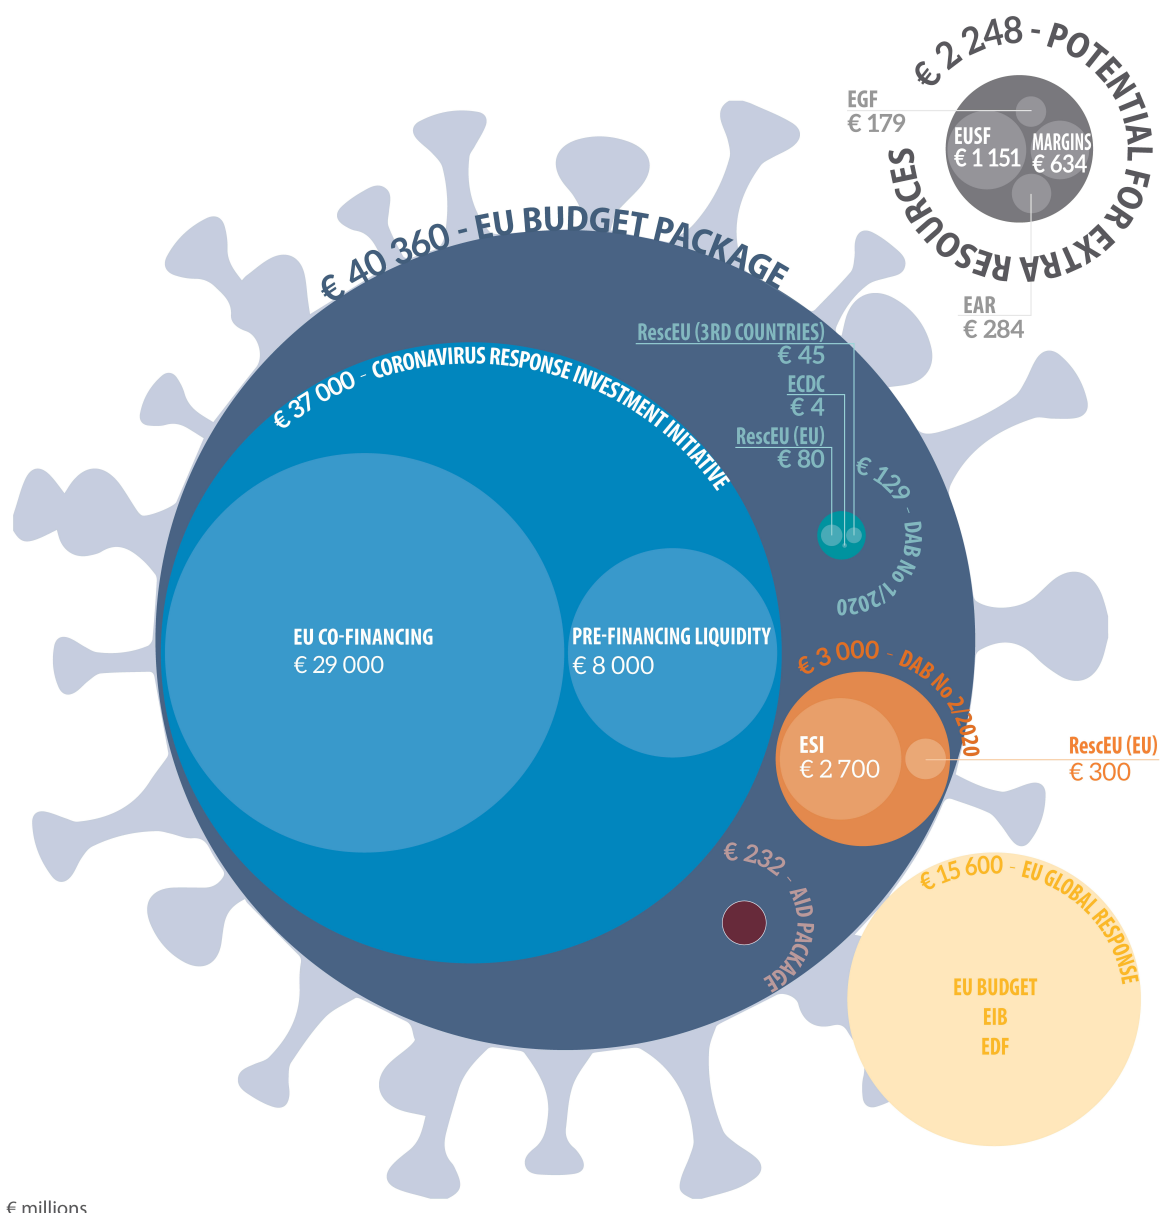 € 2 248 - POTENTIAL FOR EXTRA RESOURCES
EGF
€ 179
EUSF
€ 1 151
MARGINS
€ 634
EAR
€ 284
€ 40 360 - EU BUDGET PACKAGE
RescEU (3RD COUNTRIES)
€ 45
ECDC
€ 4
RescEU (EU)
€ 80
€ 129 - DAB No 1/2020
€ 37 000 - CORONAVIRUS RESPONSE INVESTMENT INITIATIVE
EU CO-FINANCING
€ 29 000
PRE-FINANCING LIQUIDITY
€ 8 000
€ 3 000 - DAB No 2/2020
ESI
€ 2 700
RescEU (EU)
€ 300
€ 232 - AID PACKAGE
€ 15 600 - EU GLOBAL RESPONSE
EU BUDGET
EIB
EDF
€ millions